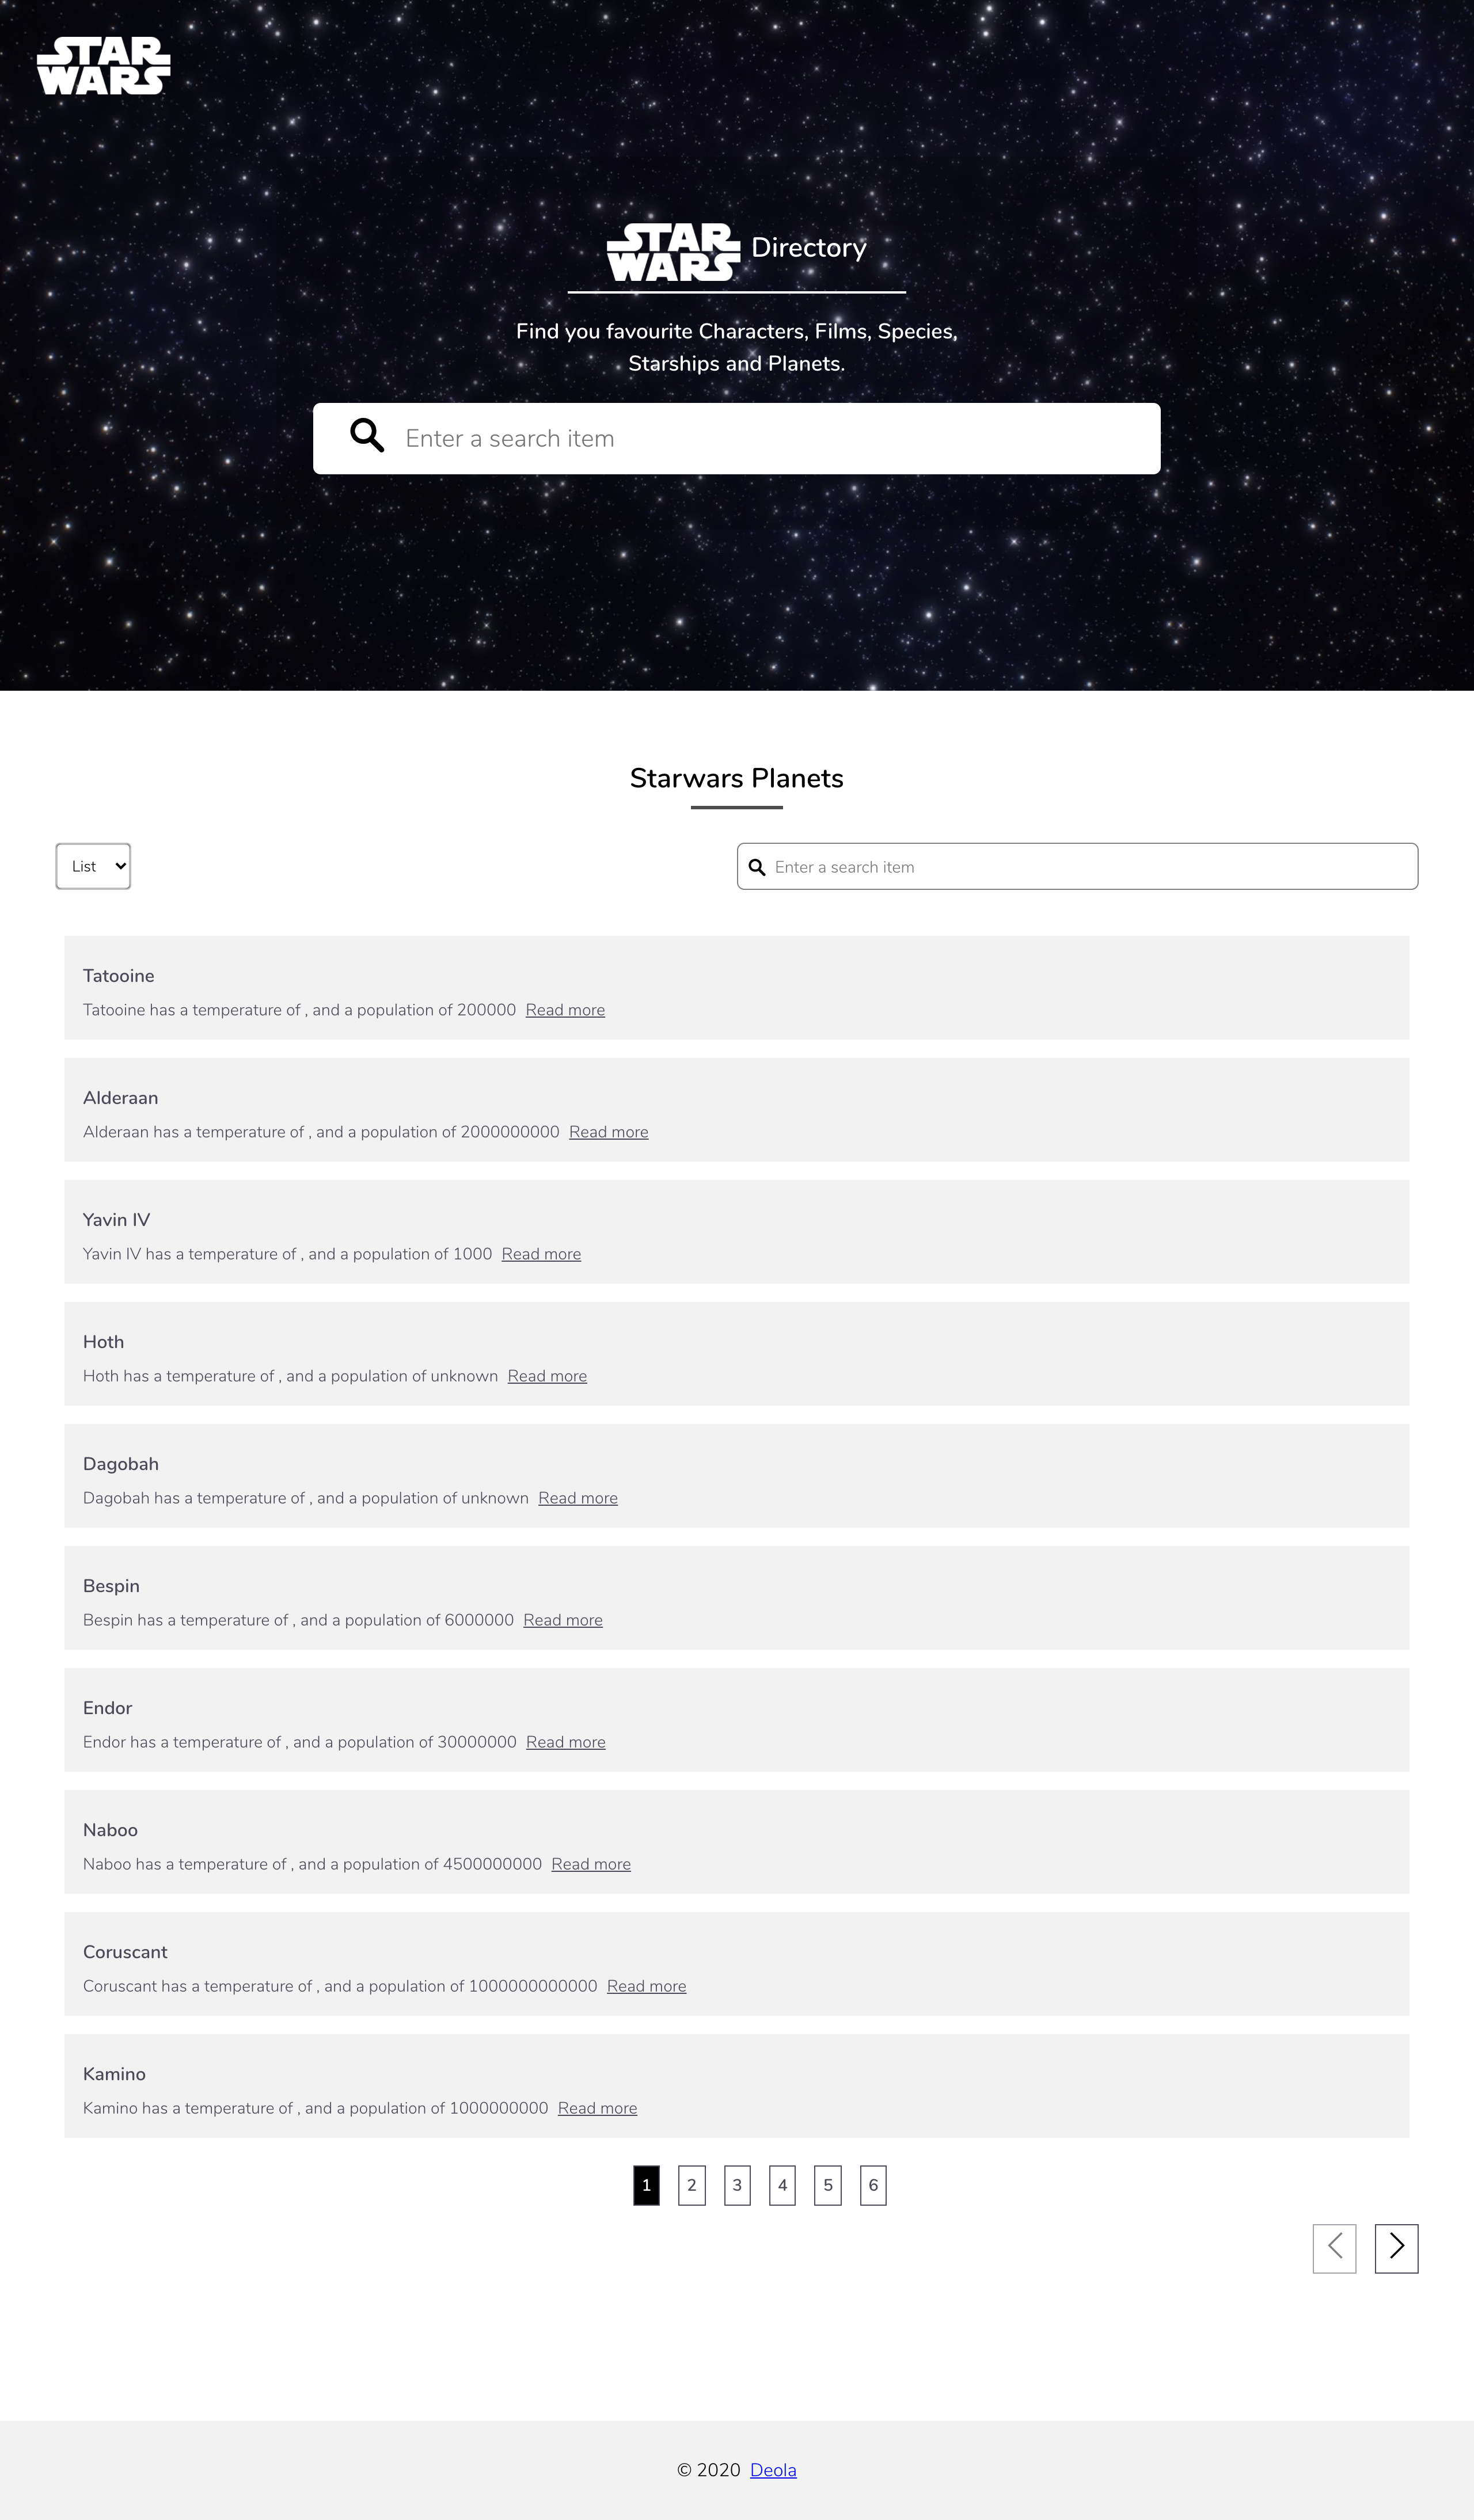 STAR
WARS
STAR
WARS Directory
Find you favourite Characters, Films, Species,
Starships and Planets.
Enter a search item
Starwars Planets
List
Enter a search item
Tatooine
Tatooine has a temperature of , and a population of 200000 Read more
Alderaan
Alderaan has a temperature of , and a population of 2000000000 Read more
Yavin IV
Yavin IV has a temperature of , and a population of 1000 Read more
Hoth
Hoth has a temperature of , and a population of unknown Read more
Dagobah
Dagobah has a temperature of , and a population of unknown Read more
Bespin
Bespin has a temperature of , and a population of 6000000 Read more
Endor
Endor has a temperature of , and a population of 30000000 Read more
Naboo
Naboo has a temperature of , and a population of 4500000000 Read more
Coruscant
Coruscant has a temperature of , and a population of 1000000000000 Read more
Kamino
Kamino has a temperature of , and a population of 1000000000 Read more
1 2 3 4 5 6
© 2020 Deola